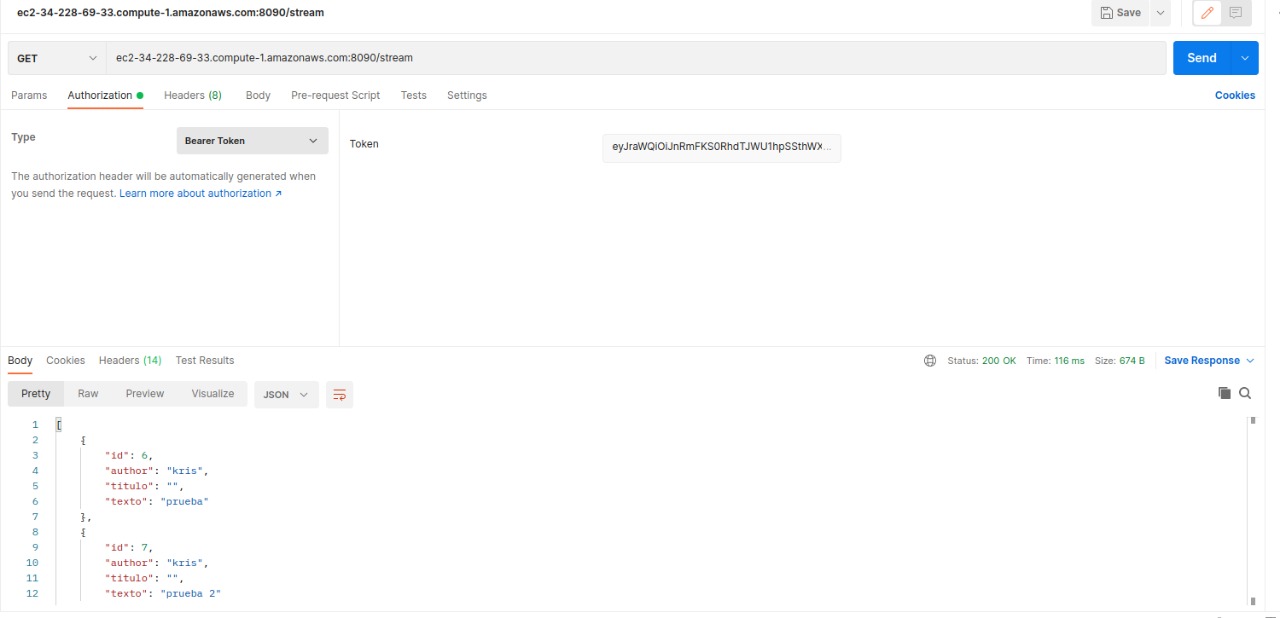 ec2-34-228-69-33.compute-1.amazonaws.com:8090/stream Save
GET ec2-34-228-69-33.compute-1.amazonaws.com:8090/stream Send
Params Authorization Headers (8) Body Pre-request Script Tests Settings Cookies
Type Bearer Token Token eyJraWQiOiJnRmFKS0RhdTJWU1hpSSthWX...
The authorization header will be automatically generated when
you send the request. Learn more about authorization ↗
Body Cookies Headers (14) Test Results Status: 200 OK Time: 116 ms Size: 674 B Save Response
Pretty Raw Preview Visualize JSON
1 [
2 {
3 "id": 6,
4 "author": "kris",
5 "titulo": "",
6 "texto": "prueba"
7 },
8 {
9 "id": 7,
10 "author": "kris",
11 "titulo": "",
12 "texto": "prueba 2"